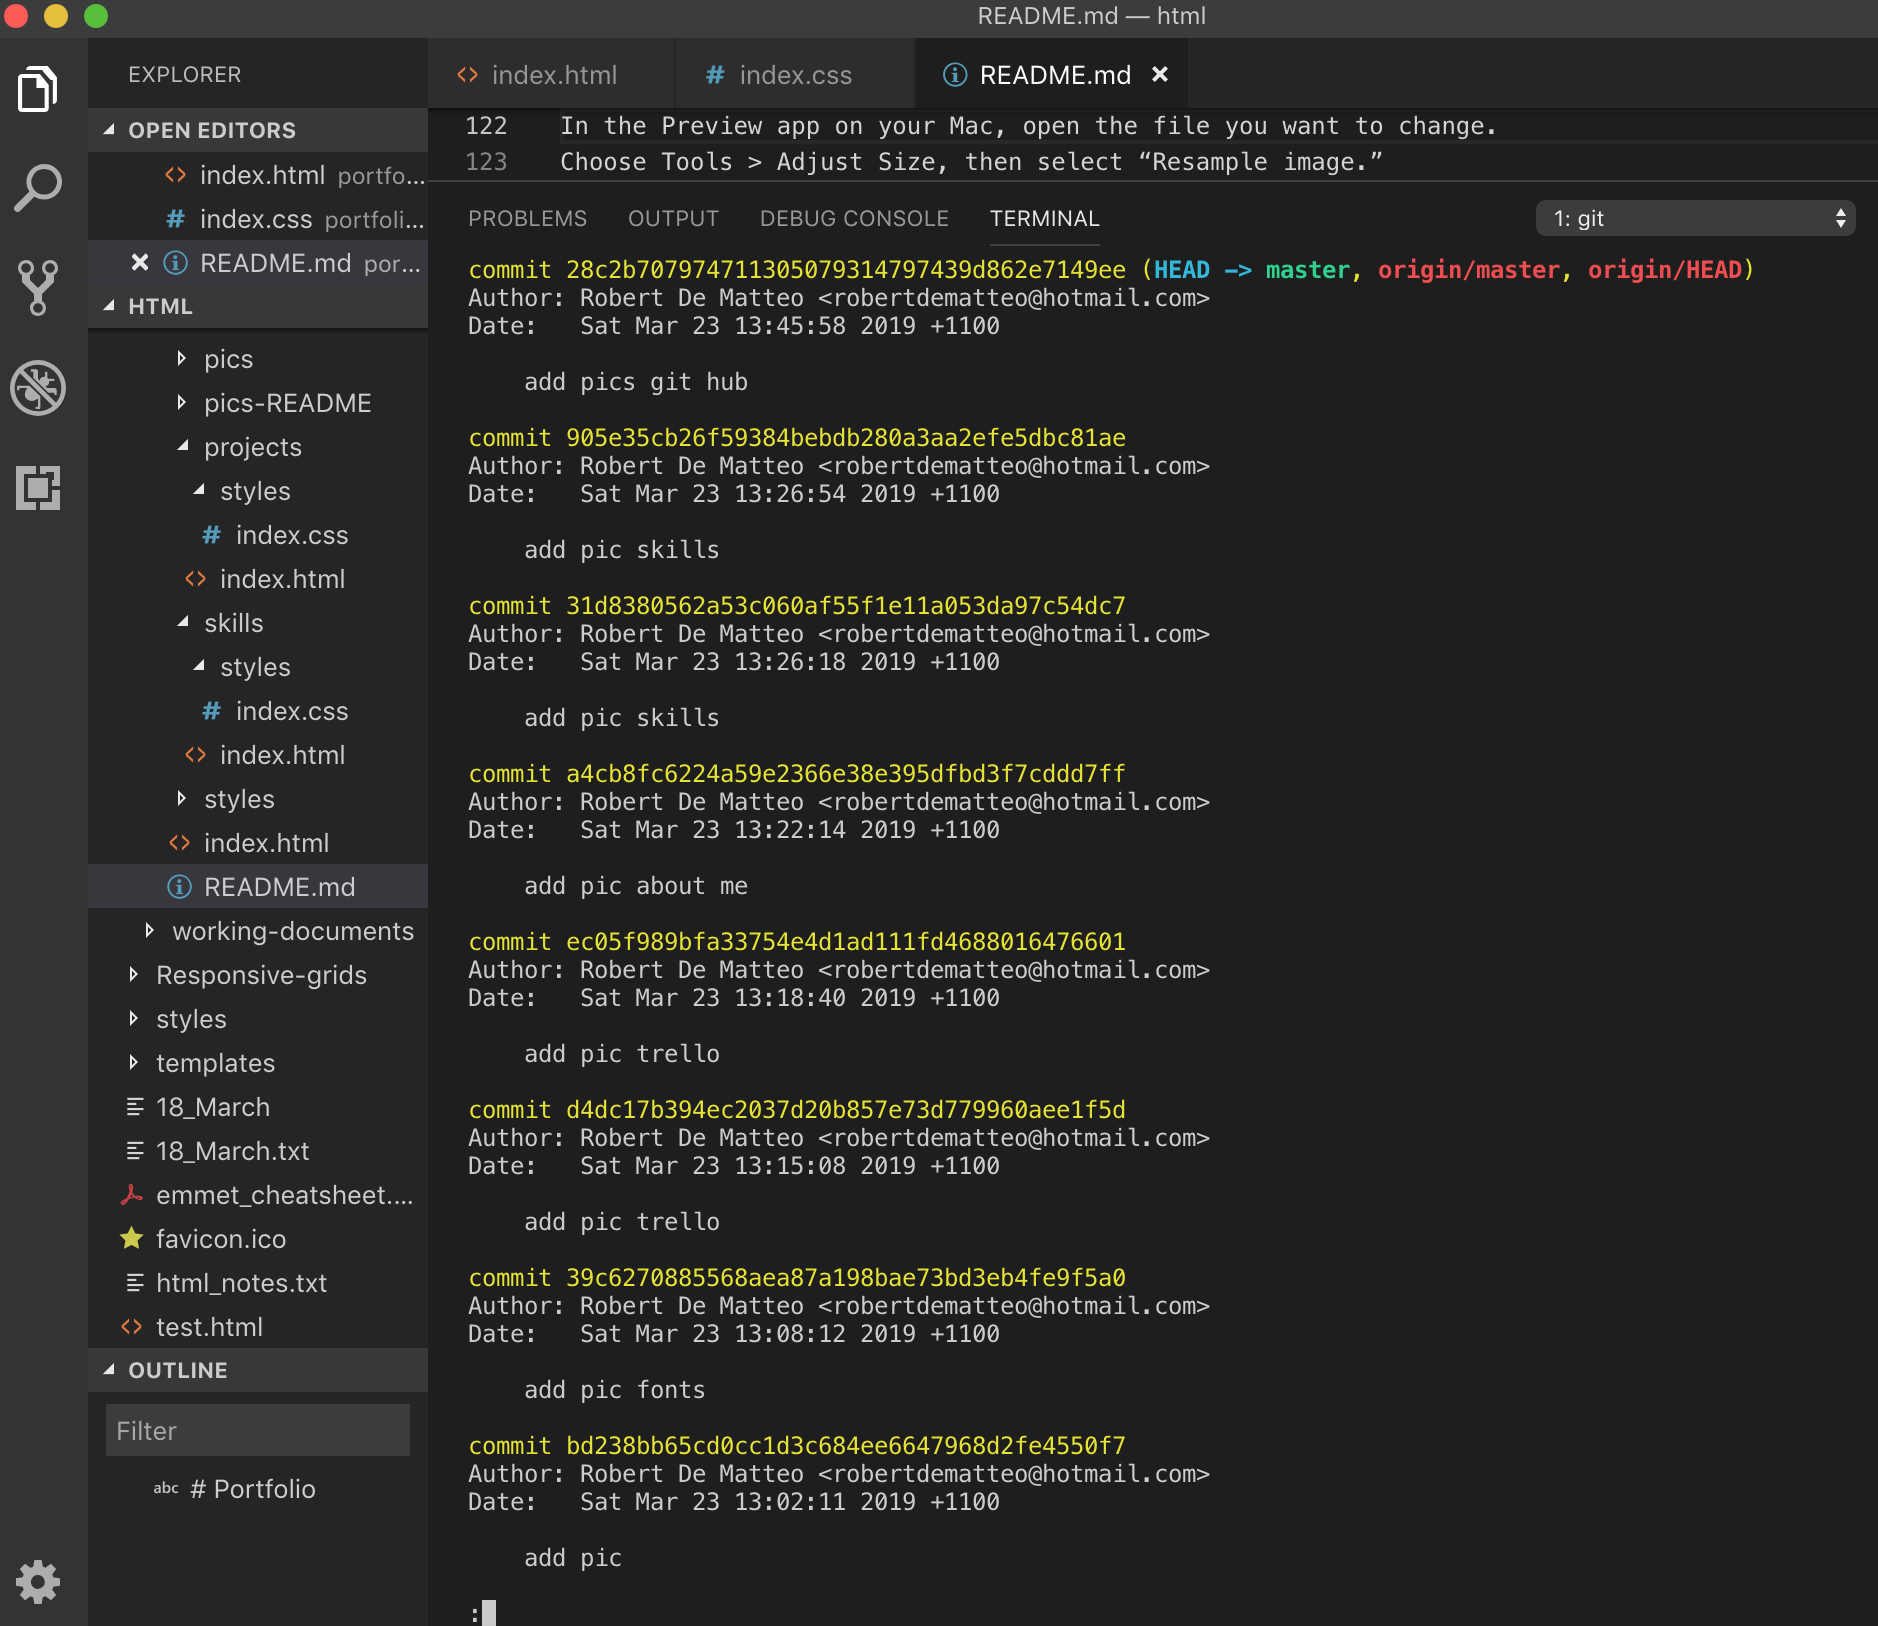 README.md — html
EXPLORER
OPEN EDITORS
index.html portfo...
index.css portfoli...
README.md por...
HTML
pics
pics-README
projects
styles
index.css
index.html
skills
styles
index.css
index.html
styles
index.html
README.md
working-documents
Responsive-grids
styles
templates
18_March
18_March.txt
emmet_cheatsheet....
favicon.ico
html_notes.txt
test.html
OUTLINE
Filter
abc # Portfolio
index.html index.css README.md
122 In the Preview app on your Mac, open the file you want to change.
123 Choose Tools > Adjust Size, then select “Resample image.”
PROBLEMS OUTPUT DEBUG CONSOLE TERMINAL 1: git
commit 28c2b7079747113050793147974​39d862e7149ee (HEAD -> master, origin/master, origin/HEAD)
Author: Robert De Matteo <robertdematteo@hotmail.com>
Date: Sat Mar 23 13:45:58 2019 +1100
add pics git hub
commit 905e35cb26f59384bebdb280a3aa2efe5dbc81ae
Author: Robert De Matteo <robertdematteo@hotmail.com>
Date: Sat Mar 23 13:26:54 2019 +1100
add pic skills
commit 31d8380562a53c060af55f1e11a053da97c54dc7
Author: Robert De Matteo <robertdematteo@hotmail.com>
Date: Sat Mar 23 13:26:18 2019 +1100
add pic skills
commit a4cb8fc6224a59e2366e38e395dfbd3f7cddd7ff
Author: Robert De Matteo <robertdematteo@hotmail.com>
Date: Sat Mar 23 13:22:14 2019 +1100
add pic about me
commit ec05f989bfa33754e4d1ad111fd4688016476601
Author: Robert De Matteo <robertdematteo@hotmail.com>
Date: Sat Mar 23 13:18:40 2019 +1100
add pic trello
commit d4dc17b394ec2037d20b857e73d779960aee1f5d
Author: Robert De Matteo <robertdematteo@hotmail.com>
Date: Sat Mar 23 13:15:08 2019 +1100
add pic trello
commit 39c6270885568aea87a198bae73bd3eb4fe9f5a0
Author: Robert De Matteo <robertdematteo@hotmail.com>
Date: Sat Mar 23 13:08:12 2019 +1100
add pic fonts
commit bd238bb65cd0cc1d3c684ee6647968d2fe4550f7
Author: Robert De Matteo <robertdematteo@hotmail.com>
Date: Sat Mar 23 13:02:11 2019 +1100
add pic
: